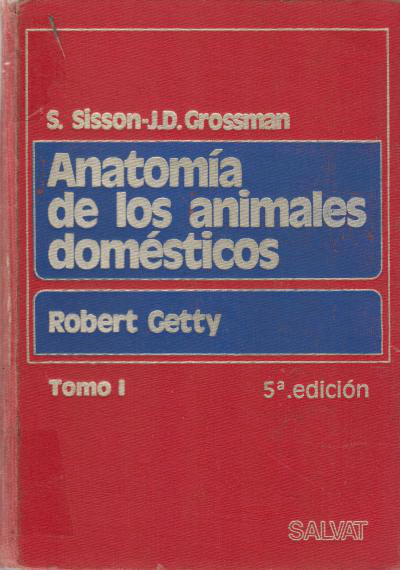 S. Sisson-J.D. Grossman
Anatomía
de los animales
domésticos
Robert Getty
Tomo I
5ª.edición
SALVAT